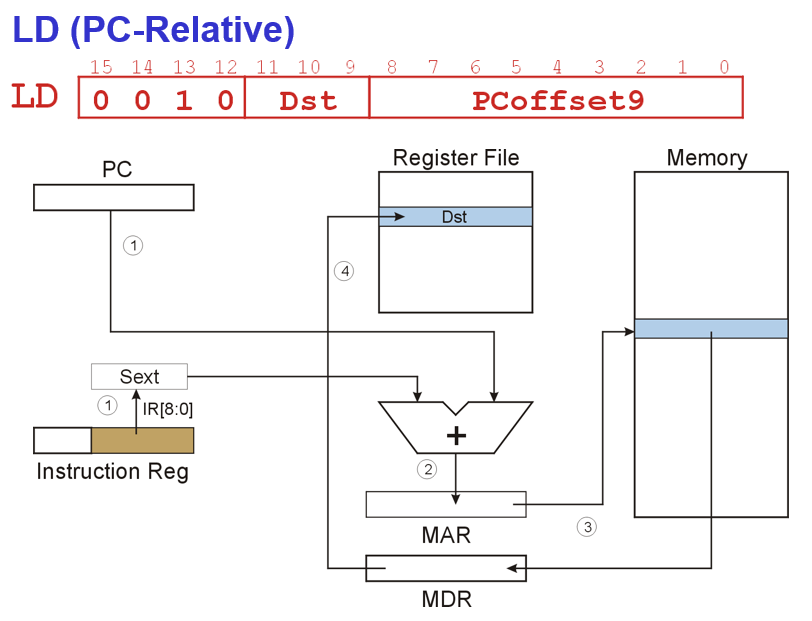 LD (PC-Relative)
15 14 13 12 11 10 9 8 7 6 5 4 3 2 1 0
LD 0 0 1 0 Dst PCoffset9
PC
Register File
Memory
Dst
1
4
Sext
1
IR[8:0]
+
Instruction Reg
2
MAR
3
MDR